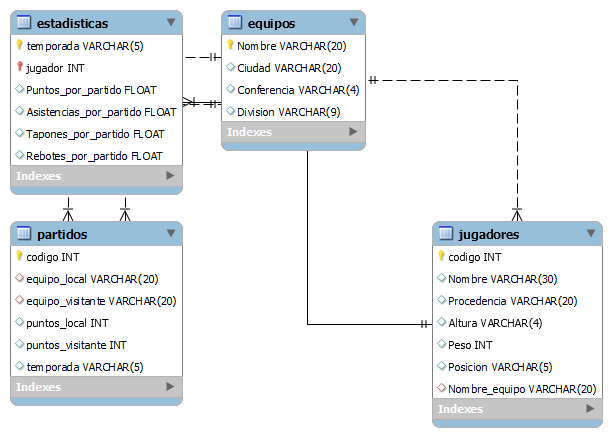 estadisticas
temporada VARCHAR(5)
jugador INT
Puntos_por_partido FLOAT
Asistencias_por_partido FLOAT
Tapones_por_partido FLOAT
Rebotes_por_partido FLOAT
Indexes
equipos
Nombre VARCHAR(20)
Ciudad VARCHAR(20)
Conferencia VARCHAR(4)
Division VARCHAR(9)
Indexes
partidos
codigo INT
equipo_local VARCHAR(20)
equipo_visitante VARCHAR(20)
puntos_local INT
puntos_visitante INT
temporada VARCHAR(5)
Indexes
jugadores
codigo INT
Nombre VARCHAR(30)
Procedencia VARCHAR(20)
Altura VARCHAR(4)
Peso INT
Posicion VARCHAR(5)
Nombre_equipo VARCHAR(20)
Indexes